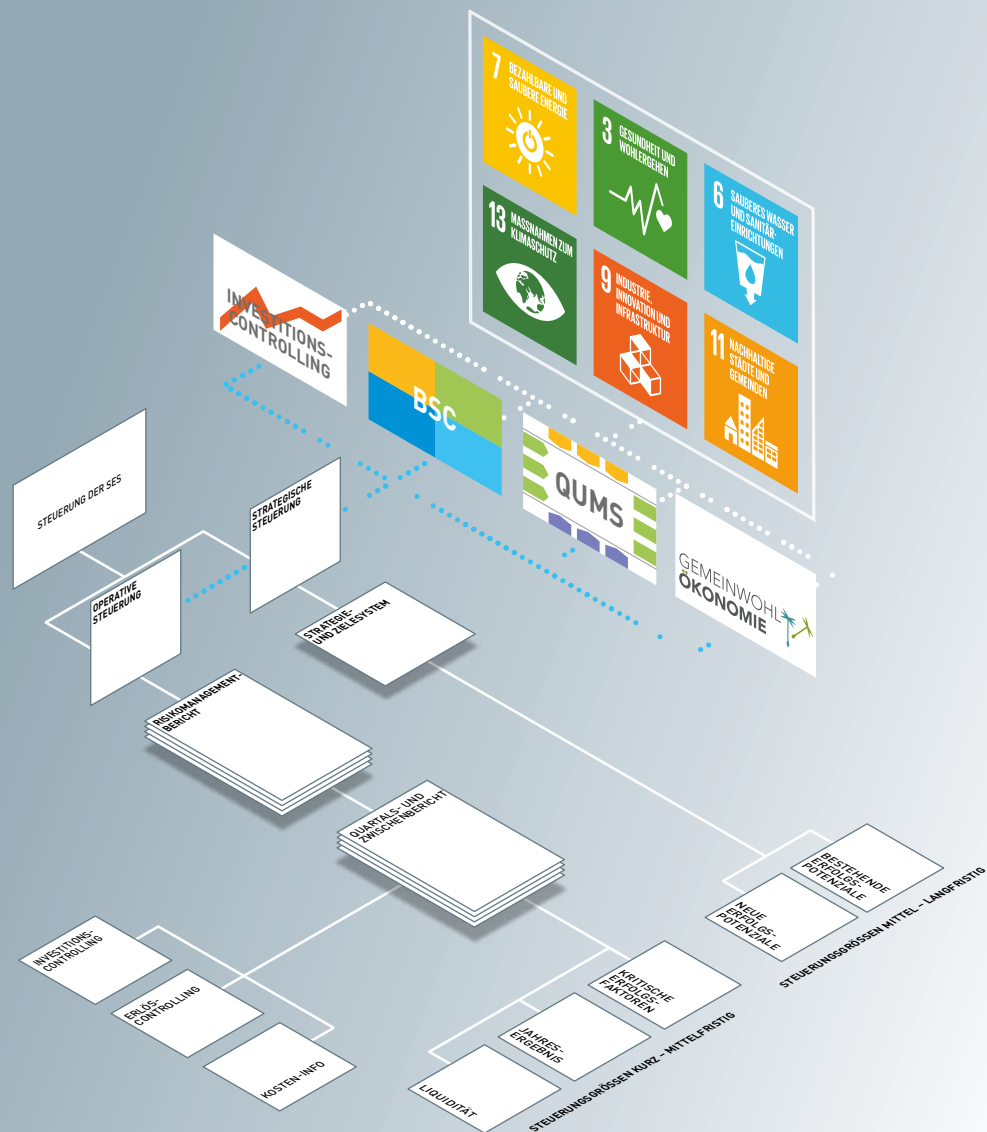 7 BEZAHLBARE UND
SAUBERE ENERGIE
3 GESUNDHEIT UND
WOHLERGEHEN
6 SAUBERES WASSER
UND SANITÄR-
EINRICHTUNGEN
13 MASSNAHMEN ZUM
KLIMASCHUTZ
9 INDUSTRIE,
INNOVATION UND
INFRASTRUKTUR
11 NACHHALTIGE
STÄDTE UND
GEMEINDEN
INVESTITIONS-
CONTROLLING
BSC
QUMS
GEMEINWOHL
ÖKONOMIE
STEUERUNG DER SES
STRATEGISCHE
STEUERUNG
OPERATIVE
STEUERUNG
STRATEGIE-
UND ZIELESYSTEM
RISIKOMANAGEMENT-
BERICHT
QUARTALS- UND
ZWISCHENBERICHT
BESTEHENDE
ERFOLGS-
POTENZIALE
NEUE
ERFOLGS-
POTENZIALE
STEUERUNGSGRÖSSEN MITTEL – LANGFRISTIG
INVESTITIONS-
CONTROLLING
ERLÖS-
CONTROLLING
KOSTEN-INFO
KRITISCHE
ERFOLGS-
FAKTOREN
JAHRES-
ERGEBNIS
LIQUIDITÄT
STEUERUNGSGRÖSSEN KURZ – MITTELFRISTIG